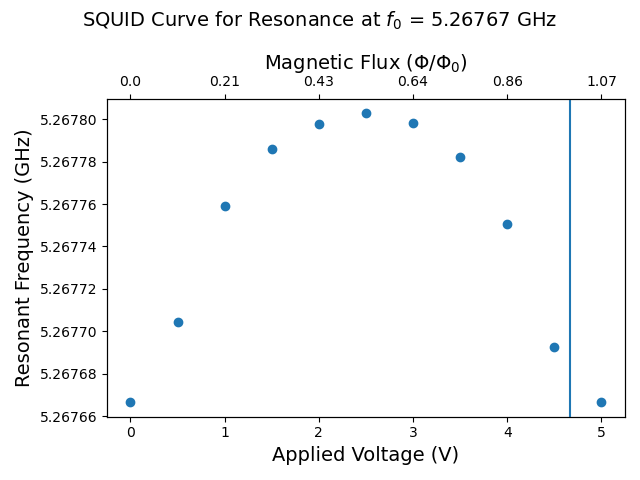 SQUID Curve for Resonance at f₀ = 5.26767 GHz
Magnetic Flux (Φ/Φ₀)
0.0 0.21 0.43 0.64 0.86 1.07
Resonant Frequency (GHz)
5.26780
5.26778
5.26776
5.26774
5.26772
5.26770
5.26768
5.26766
0 1 2 3 4 5
Applied Voltage (V)